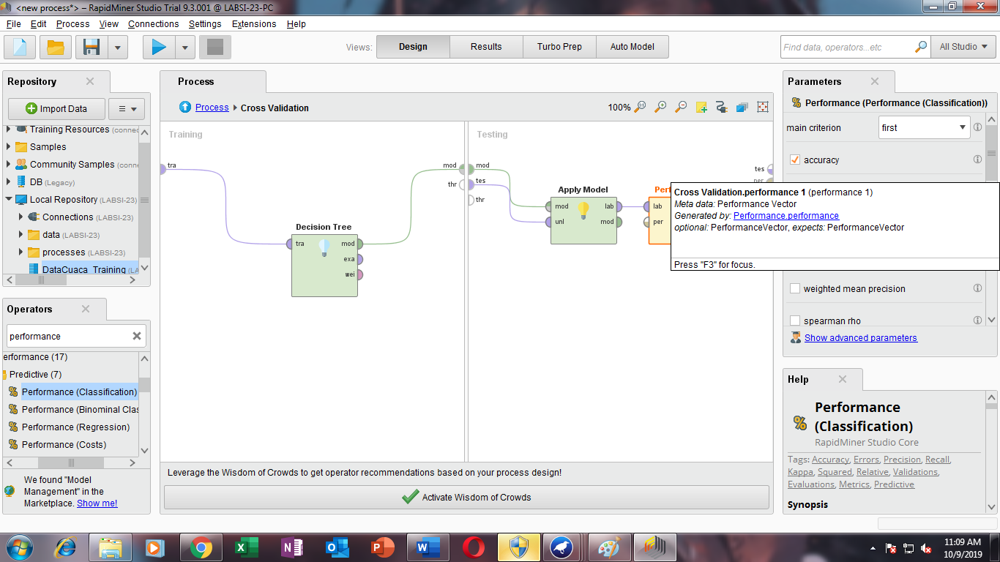 <new process*> – RapidMiner Studio Trial 9.3.001 @ LABSI-23-PC
File Edit Process View Connections Settings Extensions Help
Views: Design Results Turbo Prep Auto Model
Find data, operators...etc
All Studio
Repository
Import Data
Training Resources (connec
Samples
Community Samples (conne
DB (Legacy)
Local Repository (LABSI-23)
Connections (LABSI-23)
data (LABSI-23)
processes (LABSI-23)
DataCuaca_Training (LA
Operators
performance
erformance (17)
Predictive (7)
Performance (Classification)
Performance (Binominal Clas
Performance (Regression)
Performance (Costs)
We found "Model
Management" in the
Marketplace. Show me!
Process
Process Cross Validation
100%
Training
tra
Decision Tree
tra mod
exa
wei
mod
thr
Testing
mod
tes
thr
Apply Model
mod lab
unl mod
Perf
lab
per
tes
per
Cross Validation.performance 1 (performance 1)
Meta data: Performance Vector
Generated by: Performance.performance
optional: PerformanceVector, expects: PerformanceVector
Press "F3" for focus.
Leverage the Wisdom of Crowds to get operator recommendations based on your process design!
Activate Wisdom of Crowds
Parameters
Performance (Performance (Classification))
main criterion first
accuracy
weighted mean precision
spearman rho
Show advanced parameters
Help
Performance
(Classification)
RapidMiner Studio Core
Tags: Accuracy, Errors, Precision, Recall,
Kappa, Squared, Relative, Validations,
Evaluations, Metrics, Predictive
Synopsis
11:09 AM
10/9/2019